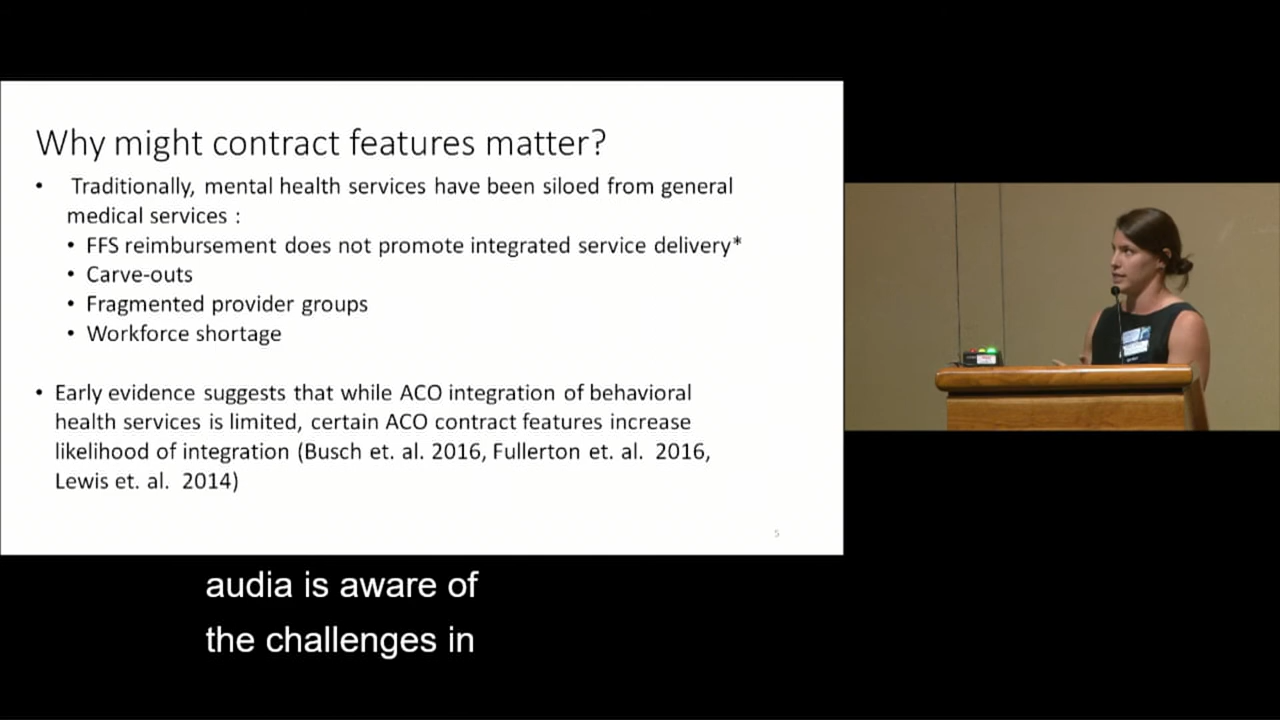 Why might contract features matter?
• Traditionally, mental health services have been siloed from general
medical services :
• FFS reimbursement does not promote integrated service delivery*
• Carve-outs
• Fragmented provider groups
• Workforce shortage
• Early evidence suggests that while ACO integration of behavioral
health services is limited, certain ACO contract features increase
likelihood of integration (Busch et. al. 2016, Fullerton et. al. 2016,
Lewis et. al. 2014)
5
audia is aware of
the challenges in